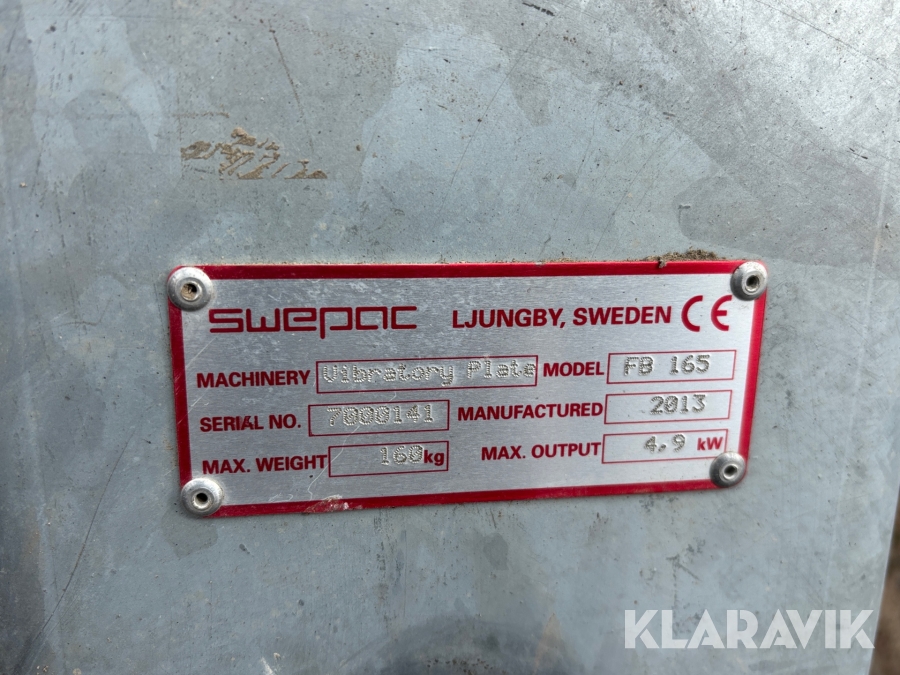 swepac LJUNGBY, SWEDEN CE
MACHINERY Vibratory Plate MODEL FB 165
SERIAL NO. 7000141 MANUFACTURED 2013
MAX. WEIGHT 160kg MAX. OUTPUT 4.9 kW
KLARAVIK